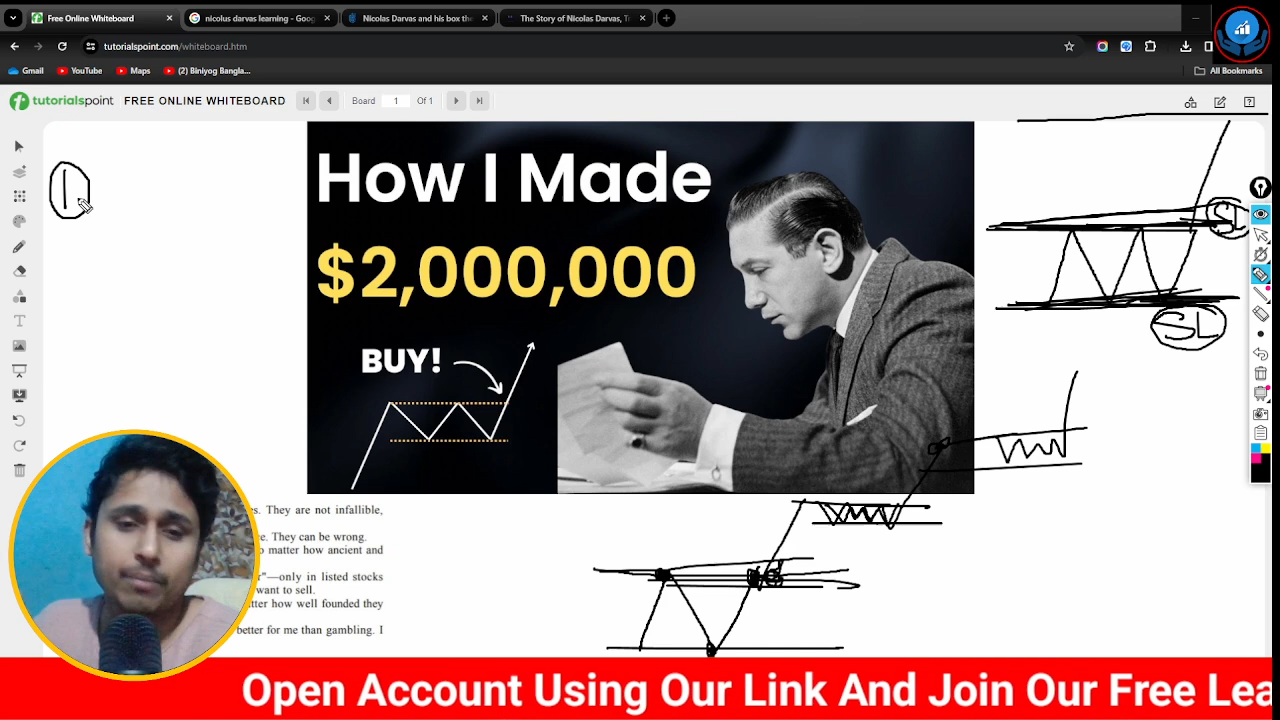 Free Online Whiteboard
nicolus darvas learning - Goog
Nicolas Darvas and his box the
The Story of Nicolas Darvas, T
tutorialspoint.com/whiteboard.htm
Gmail
YouTube
Maps
(2) Biniyog Bangla...
All Bookmarks
tutorialspoint
FREE ONLINE WHITEBOARD
Board
1
Of 1
1
How I Made
$2,000,000
BUY!
SL
SL
es. They are not infallible,
e. They can be wrong.
o matter how ancient and
r"—only in listed stocks
want to sell.
tter how well founded they
better for me than gambling. I
Open Account Using Our Link And Join Our Free Lea